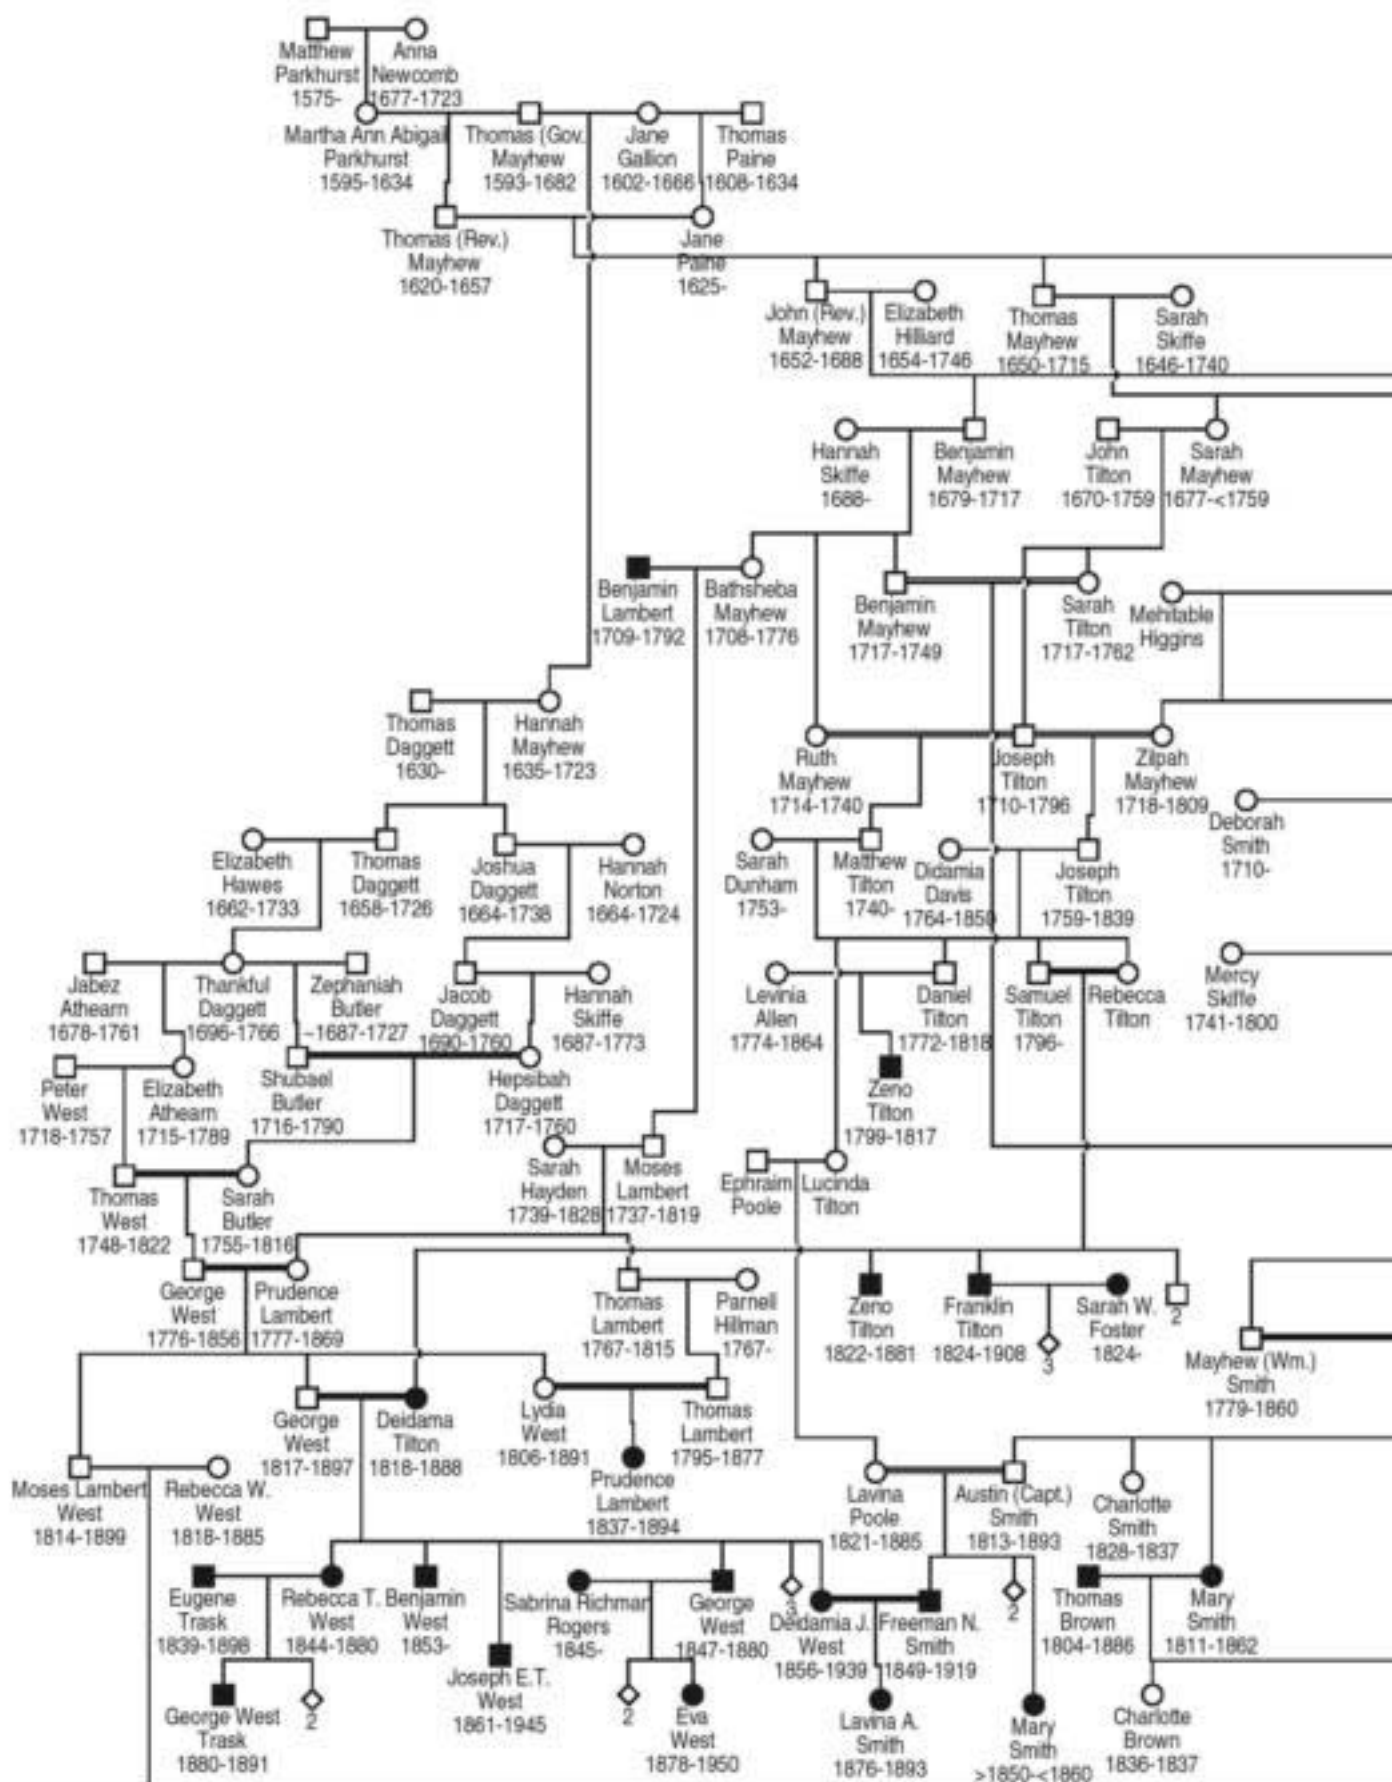 Matthew
Parkhurst
1575-
Anna
Newcomb
1677-1723
Martha Ann Abigail
Parkhurst
1595-1634
Thomas (Gov.
Mayhew
1593-1682
Jane
Gallion
1602-1666
Thomas
Paine
1608-1634
Thomas (Rev.)
Mayhew
1620-1657
Jane
Paine
1625-
John (Rev.)
Mayhew
1652-1688
Elizabeth
Hilliard
1654-1746
Thomas
Mayhew
1650-1715
Sarah
Skiffe
1646-1740
Hannah
Skiffe
1688-
Benjamin
Mayhew
1679-1717
John
Tilton
1670-1759
Sarah
Mayhew
1677-<1759
Benjamin
Lambert
1709-1792
Bathsheba
Mayhew
1708-1776
Benjamin
Mayhew
1717-1749
Sarah
Tilton
1717-1762
Mehitable
Higgins
Thomas
Daggett
1630-
Hannah
Mayhew
1635-1723
Ruth
Mayhew
1714-1740
Joseph
Tilton
1710-1796
Zilpah
Mayhew
1718-1809
Deborah
Smith
1710-
Elizabeth
Hawes
1662-1733
Thomas
Daggett
1658-1726
Joshua
Daggett
1664-1738
Hannah
Norton
1664-1724
Sarah
Dunham
1753-
Matthew
Tilton
1740-
Didamia
Davis
1764-1850
Joseph
Tilton
1759-1839
Jabez
Athearn
1678-1761
Thankful
Daggett
1696-1766
Zephaniah
Butler
~1687-1727
Jacob
Daggett
1690-1760
Hannah
Skiffe
1687-1773
Levinia
Allen
1774-1864
Daniel
Tilton
1772-1818
Samuel
Tilton
1796-
Rebecca
Tilton
Mercy
Skiffe
1741-1800
Peter
West
1718-1757
Elizabeth
Athearn
1715-1789
Shubael
Butler
1716-1790
Hepsibah
Daggett
1717-1760
Zeno
Tilton
1799-1817
Thomas
West
1748-1822
Sarah
Butler
1755-1816
Sarah
Hayden
1739-1828
Moses
Lambert
1737-1819
Ephraim
Poole
Lucinda
Tilton
George
West
1776-1856
Prudence
Lambert
1777-1869
Thomas
Lambert
1767-1815
Parnell
Hillman
1767-
Zeno
Tilton
1822-1881
Franklin
Tilton
1824-1908
3
Sarah W.
Foster
1824-
2
Mayhew (Wm.)
Smith
1779-1860
George
West
1817-1897
Deidama
Tilton
1818-1888
Lydia
West
1806-1891
Thomas
Lambert
1795-1877
Moses Lambert
West
1814-1899
Rebecca W.
West
1818-1885
Prudence
Lambert
1837-1894
Lavina
Poole
1821-1885
Austin (Capt.)
Smith
1813-1893
Charlotte
Smith
1828-1837
Eugene
Trask
1839-1898
Rebecca T.
West
1844-1880
Benjamin
West
1853-
Joseph E.T.
West
1861-1945
Sabrina Richmar
Rogers
1845-
George
West
1847-1880
3
Deidamia J.
West
1856-1939
Freeman N.
Smith
1849-1919
2
Thomas
Brown
1804-1886
Mary
Smith
1811-1862
George West
Trask
1880-1891
2
2
Eva
West
1878-1950
Lavina A.
Smith
1876-1893
Mary
Smith
>1850-<1860
Charlotte
Brown
1836-1837